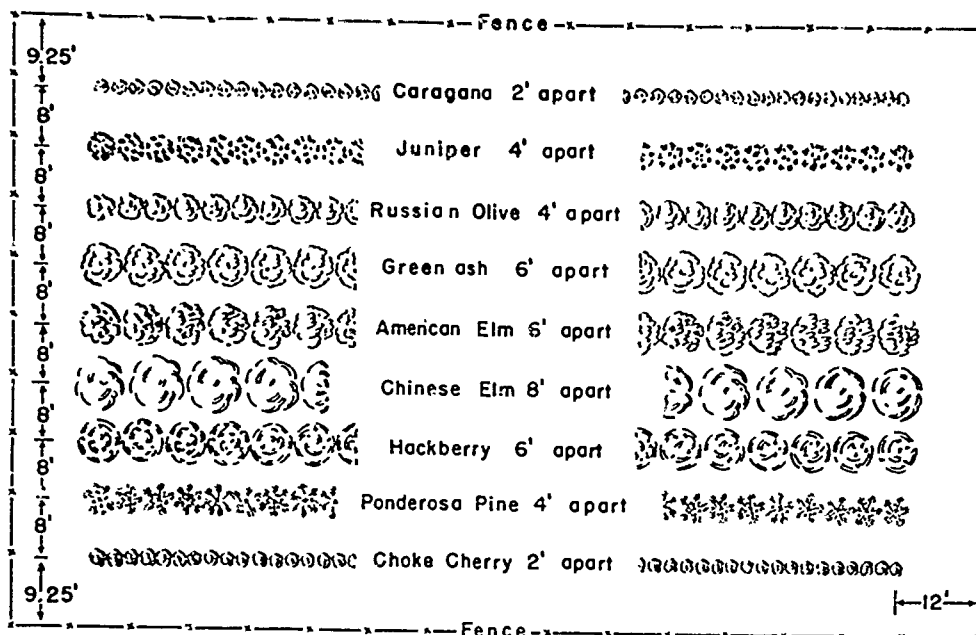 Fence
9.25'
Caragana 2' apart
8'
Juniper 4' apart
8'
Russian Olive 4' apart
8'
Green ash 6' apart
8'
American Elm 6' apart
8'
Chinese Elm 8' apart
8'
Hackberry 6' apart
8'
Ponderosa Pine 4' apart
8'
Choke Cherry 2' apart
9.25'
12'
Fence